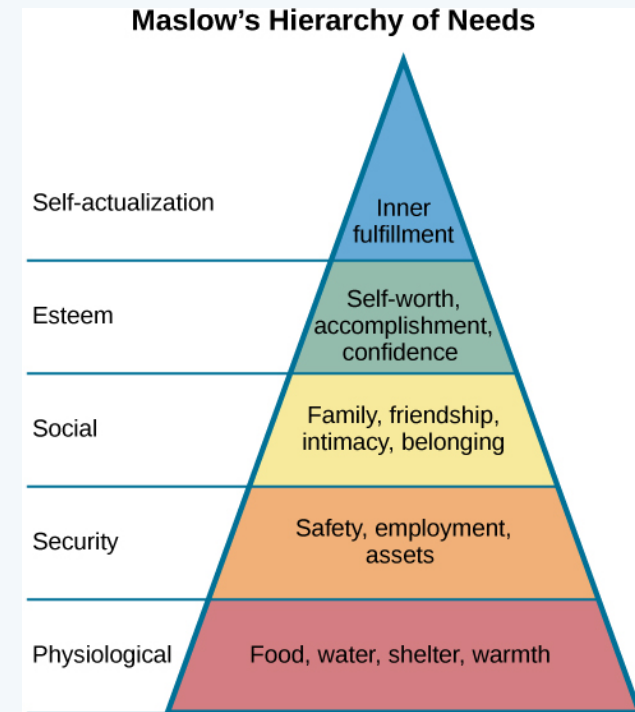 Maslow's Hierarchy of Needs
Self-actualization
Inner
fulfillment
Esteem
Self-worth,
accomplishment,
confidence
Social
Family, friendship,
intimacy, belonging
Security
Safety, employment,
assets
Physiological
Food, water, shelter, warmth